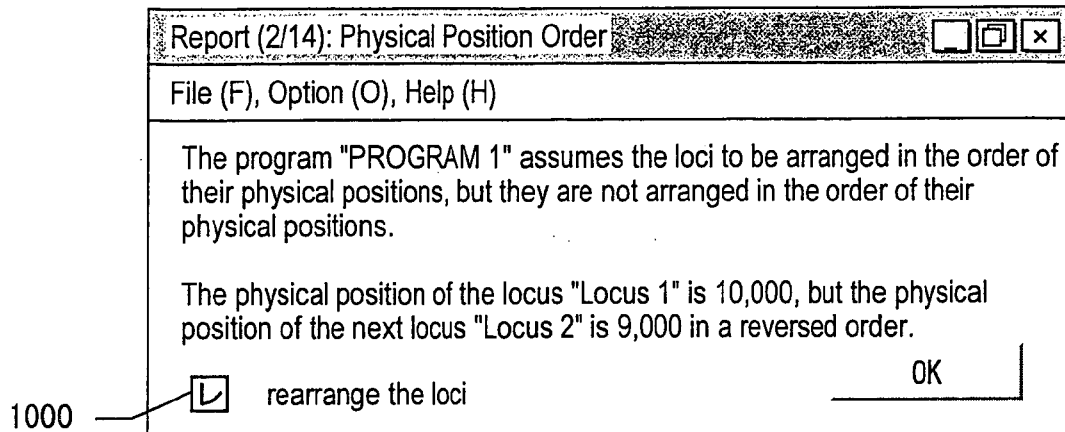 Report (2/14): Physical Position Order
File (F), Option (O), Help (H)
The program "PROGRAM 1" assumes the loci to be arranged in the order of
their physical positions, but they are not arranged in the order of their
physical positions.
The physical position of the locus "Locus 1" is 10,000, but the physical
position of the next locus "Locus 2" is 9,000 in a reversed order.
OK
1000
rearrange the loci